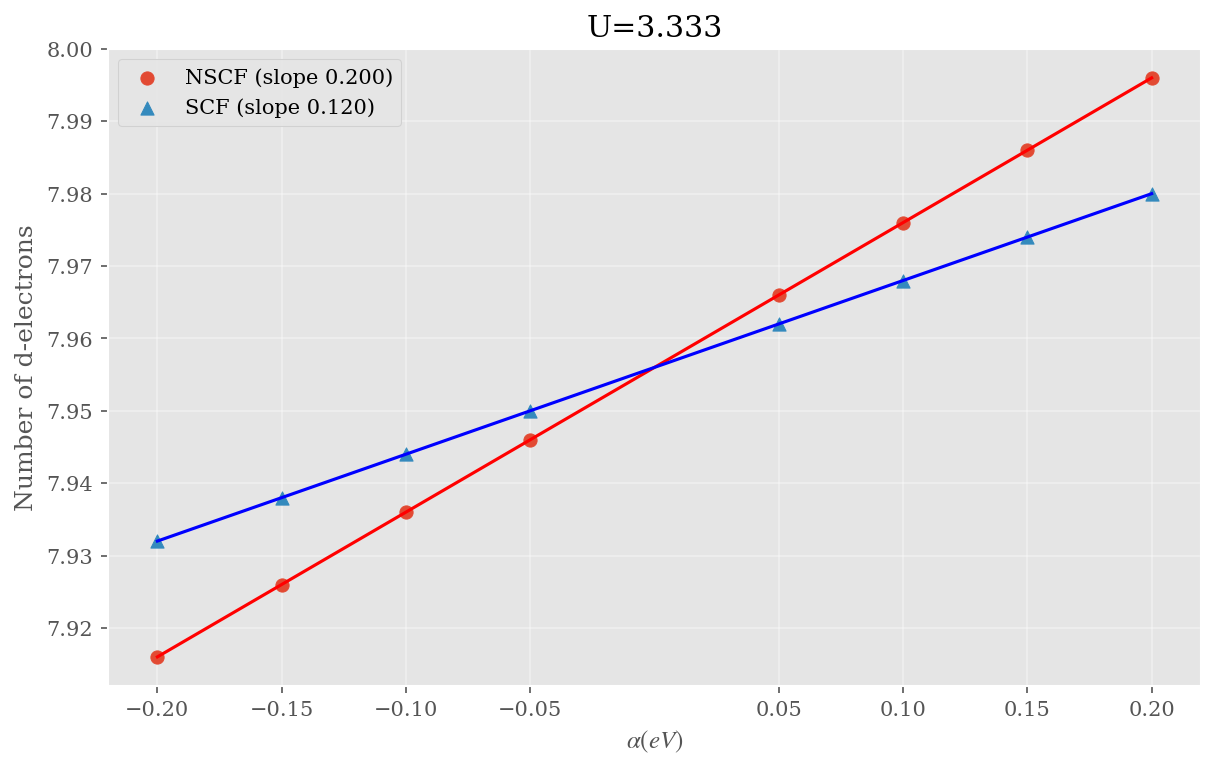 U=3.333
NSCF (slope 0.200)
SCF (slope 0.120)
Number of d-electrons
8.00
7.99
7.98
7.97
7.96
7.95
7.94
7.93
7.92
−0.20 −0.15 −0.10 −0.05 0.05 0.10 0.15 0.20
α(eV)